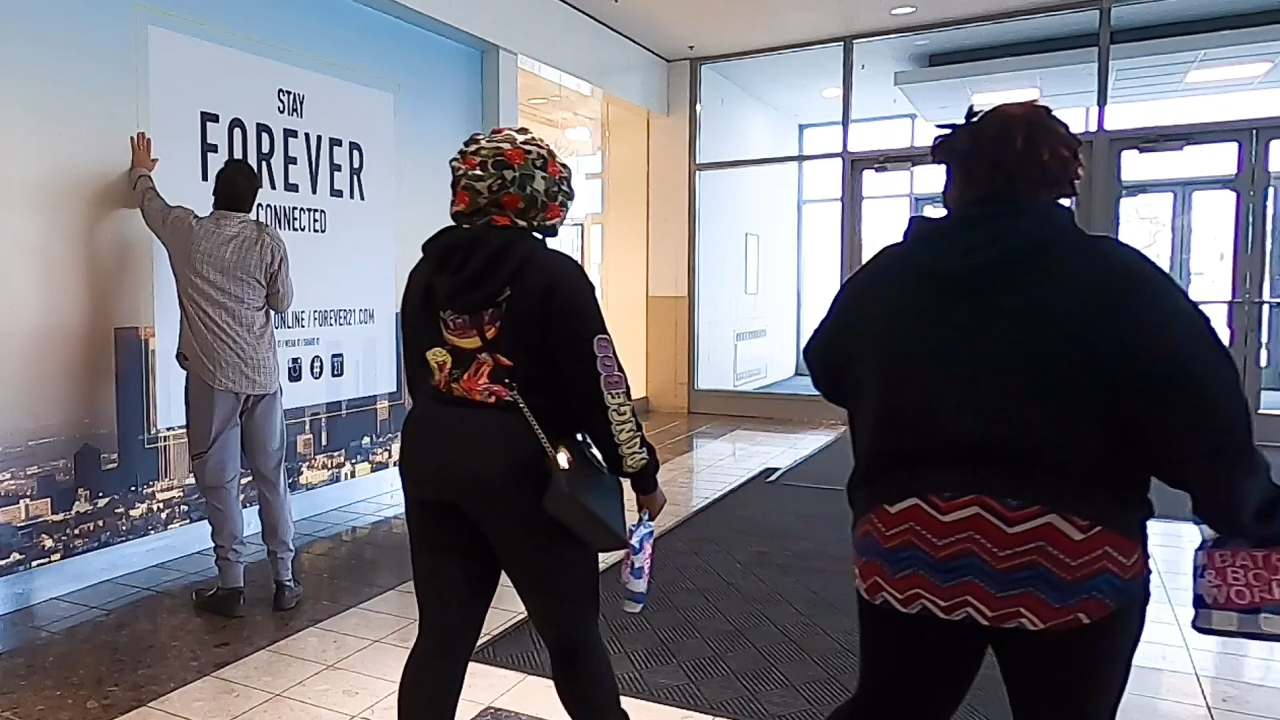 STAY
FOREVER
CONNECTED
ONLINE / FOREVER21.COM
BATH
& BODY
WORKS